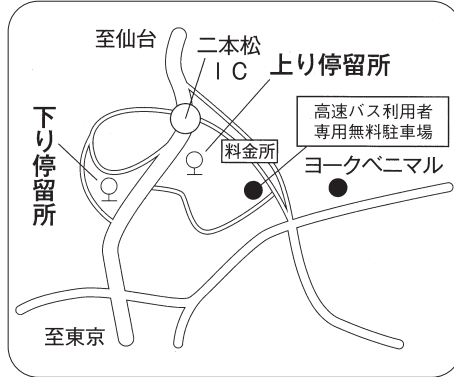 至仙台
二本松
IC
上り停留所
下り停留所
料金所
高速バス利用者
専用無料駐車場
ヨークベニマル
至東京